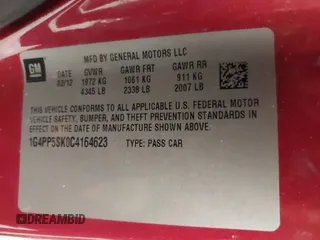 GM
MFD BY GENERAL MOTORS LLC
DATE GVWR GAWR FRT GAWR RR
02/12 1972 KG 1061 KG 911 KG
4345 LB 2338 LB 2007 LB
THIS VEHICLE CONFORMS TO ALL APPLICABLE U.S. FEDERAL MOTOR
VEHICLE SAFETY, BUMPER, AND THEFT PREVENTION STANDARDS IN
EFFECT ON THE DATE OF MANUFACTURE SHOWN ABOVE.
1G4PP5SK0C4164623 TYPE: PASS CAR
DREAMBID